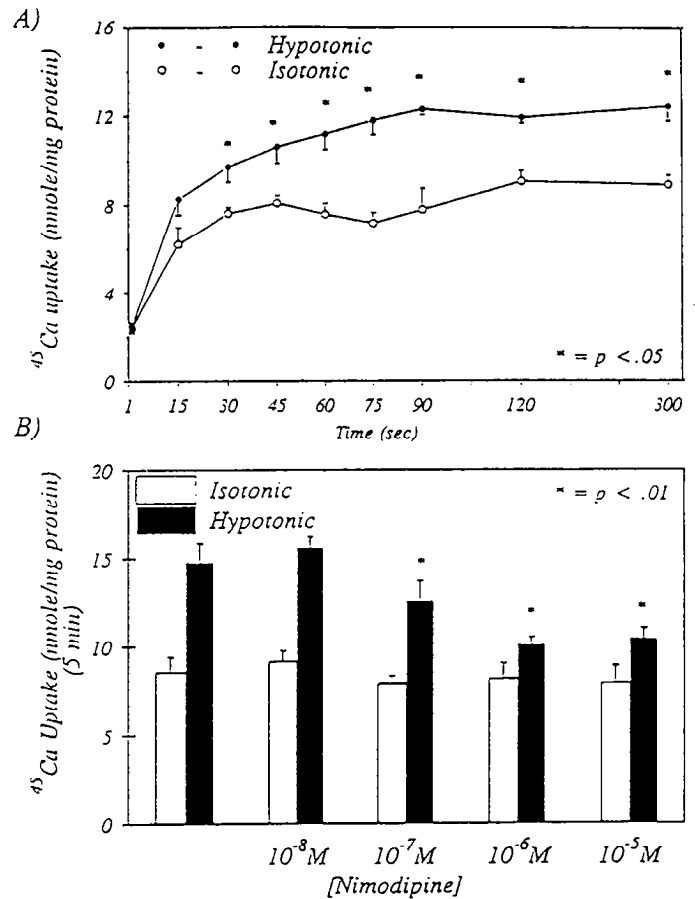 A)
16
12
8
4
0
⁴⁵Ca uptake (nmole/mg protein)
- Hypotonic
- Isotonic
* * * * * * *
* = p < .05
1 15 30 45 60 75 90 120 300
Time (sec)
B)
20
15
10
5
0
⁴⁵Ca Uptake (nmole/mg protein)
(5 min)
Isotonic
Hypotonic
* = p < .01
* * *
10⁻⁸M 10⁻⁷M 10⁻⁶M 10⁻⁵M
[Nimodipine]